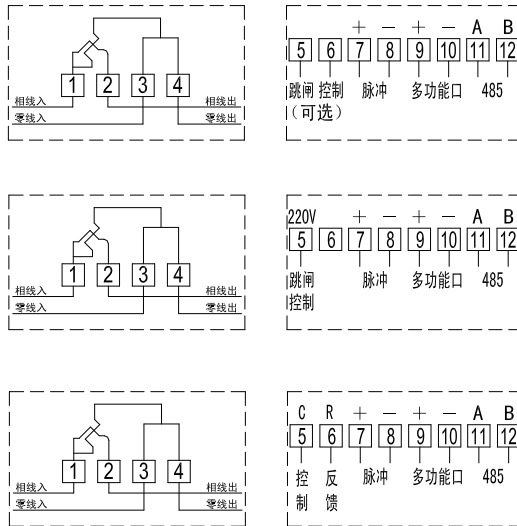 + − + − A B
1 2 3 4 5 6 7 8 9 10 11 12
相线入 相线出 跳闸 控制 脉冲 多功能口 485
零线入 零线出 (可选)
220V + − + − A B
1 2 3 4 5 6 7 8 9 10 11 12
相线入 相线出 跳闸 脉冲 多功能口 485
零线入 零线出 控制
C R + − + − A B
1 2 3 4 5 6 7 8 9 10 11 12
相线入 相线出 控 反 脉冲 多功能口 485
零线入 零线出 制 馈